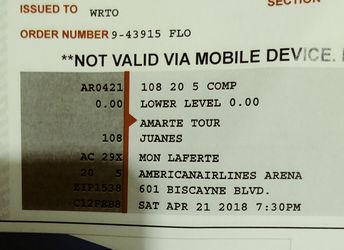 SECTION
ISSUED TO WRTO
ORDER NUMBER 9-43915 FLO
**NOT VALID VIA MOBILE DEVICE.
AR0421 108 20 5 COMP
0.00 LOWER LEVEL 0.00
AMARTE TOUR
108 JUANES
AC 29X MON LAFERTE
20 5 AMERICANAIRLINES ARENA
ZIP1538 601 BISCAYNE BLVD.
C12FEB8 SAT APR 21 2018 7:30PM